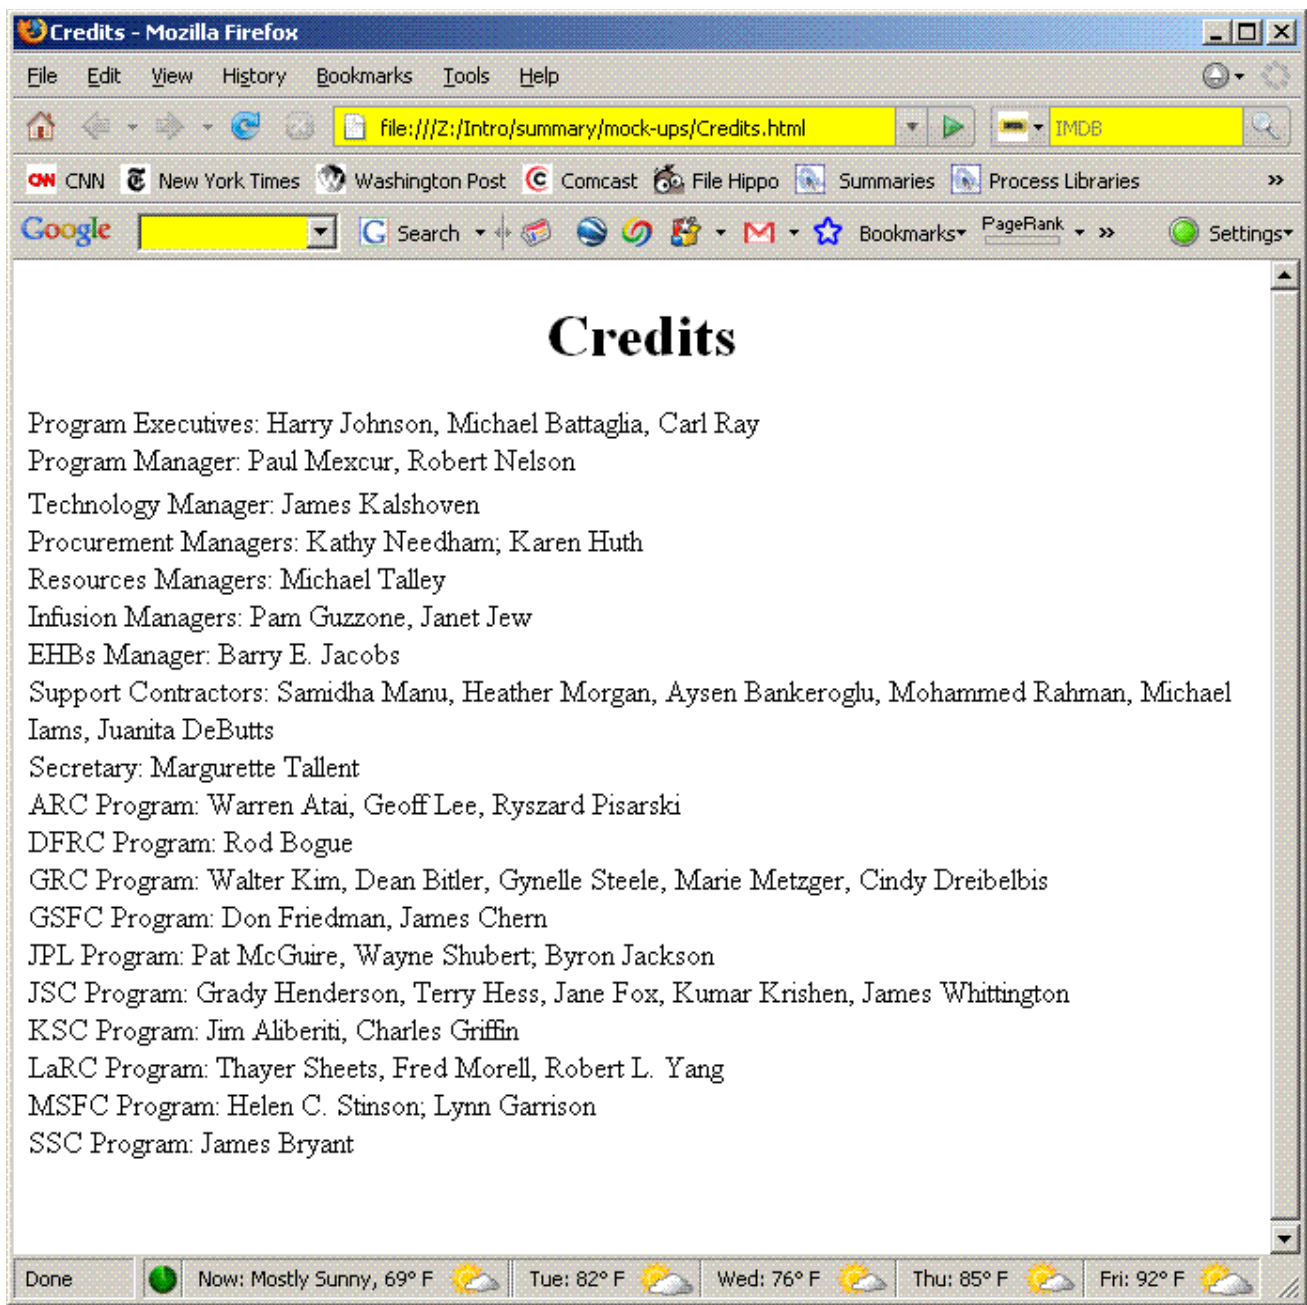 Credits - Mozilla Firefox
File Edit View History Bookmarks Tools Help
file:///Z:/Intro/summary/mock-ups/Credits.html IMDB
CNN CNN New York Times Washington Post Comcast File Hippo Summaries Process Libraries »
Google G Search Bookmarks PageRank » Settings
Credits
Program Executives: Harry Johnson, Michael Battaglia, Carl Ray
Program Manager: Paul Mexcur, Robert Nelson
Technology Manager: James Kalshoven
Procurement Managers: Kathy Needham; Karen Huth
Resources Managers: Michael Talley
Infusion Managers: Pam Guzzone, Janet Jew
EHBs Manager: Barry E. Jacobs
Support Contractors: Samidha Manu, Heather Morgan, Aysen Bankeroglu, Mohammed Rahman, Michael
Iams, Juanita DeButts
Secretary: Margurette Tallent
ARC Program: Warren Atai, Geoff Lee, Ryszard Pisarski
DFRC Program: Rod Bogue
GRC Program: Walter Kim, Dean Bitler, Gynelle Steele, Marie Metzger, Cindy Dreibelbis
GSFC Program: Don Friedman, James Chern
JPL Program: Pat McGuire, Wayne Shubert; Byron Jackson
JSC Program: Grady Henderson, Terry Hess, Jane Fox, Kumar Krishen, James Whittington
KSC Program: Jim Aliberiti, Charles Griffin
LaRC Program: Thayer Sheets, Fred Morell, Robert L. Yang
MSFC Program: Helen C. Stinson; Lynn Garrison
SSC Program: James Bryant
Done Now: Mostly Sunny, 69° F Tue: 82° F Wed: 76° F Thu: 85° F Fri: 92° F